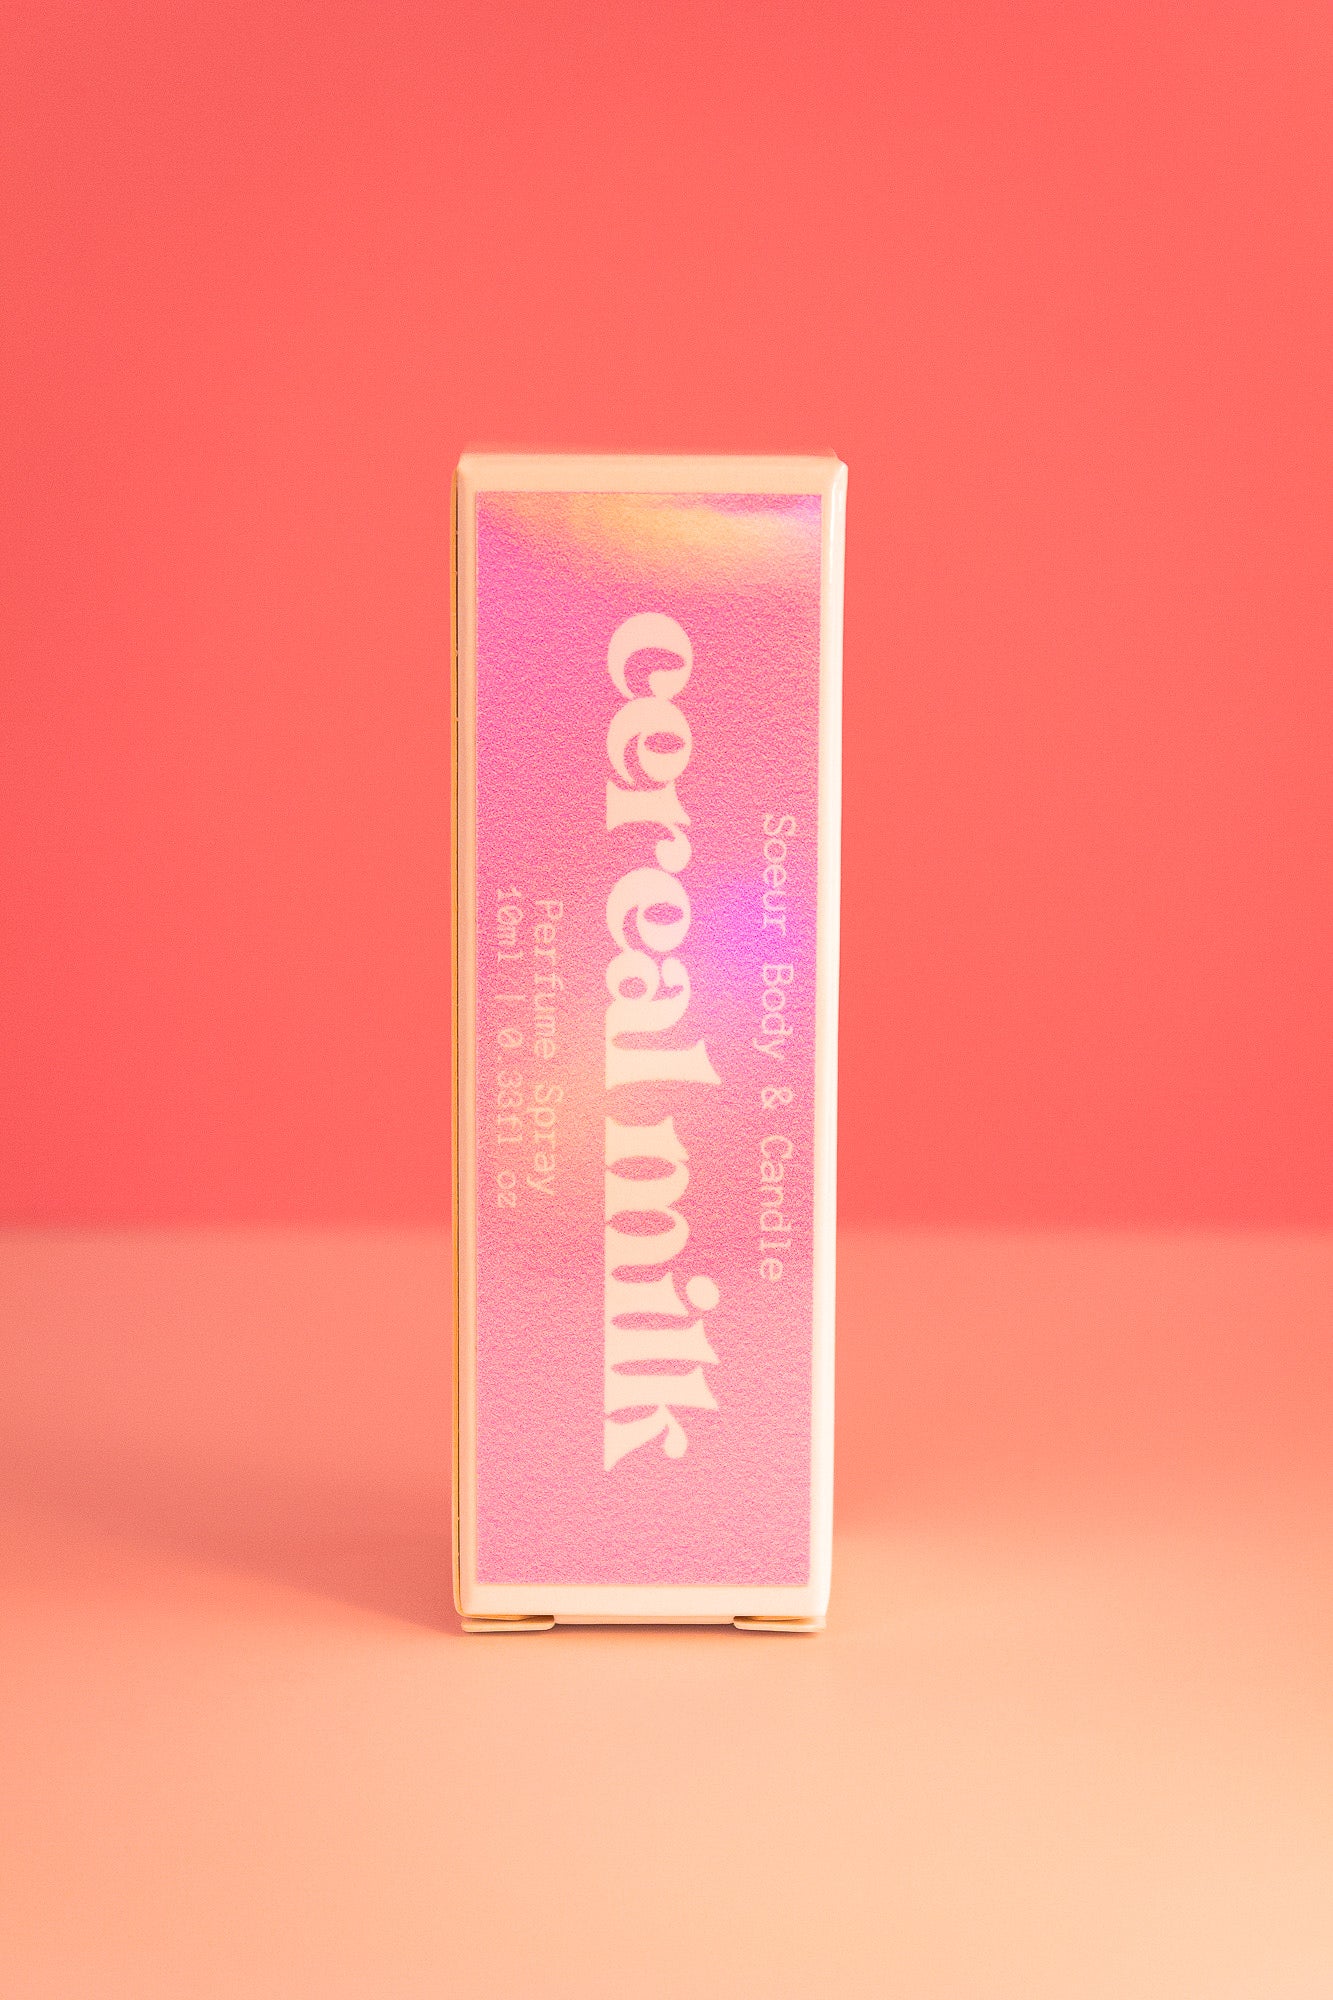 Soeur Body & Candle
cereal milk
Perfume Spray
10ml | 0.33fl oz